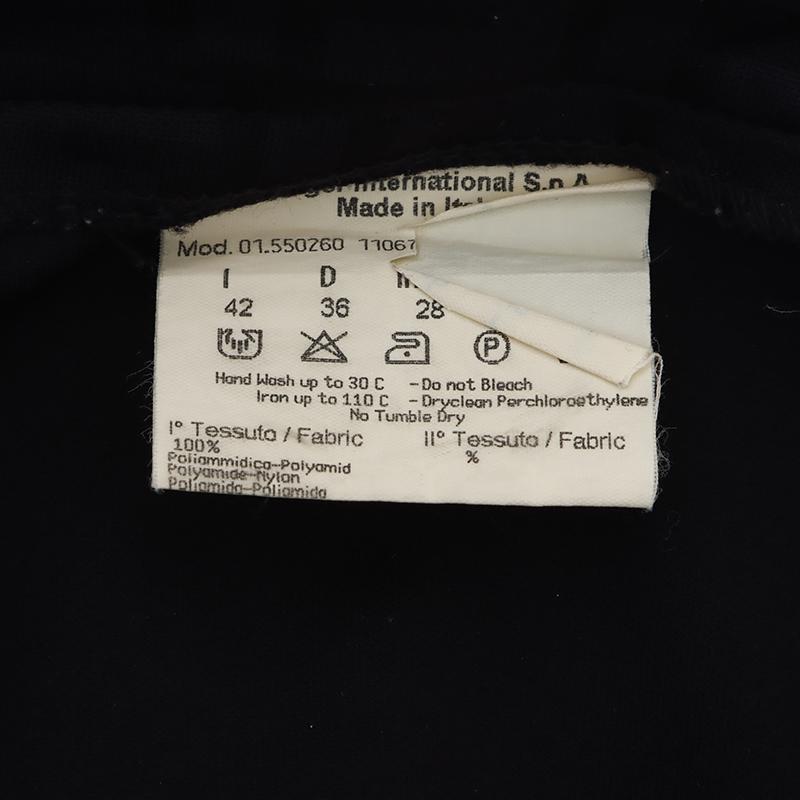 International S.p.A
Made in
Mod. 01.550260 11067
I D
42 36 28
P
Hand Wash up to 30 C - Do not Bleach
Iron up to 110 C - Dryclean Perchloroethylene
No Tumble Dry
I° Tessuto / Fabric II° Tessuto / Fabric
100% %
Poliammidica-Polyamid
Polyamide-Nylon
Poliamida-Poliamida